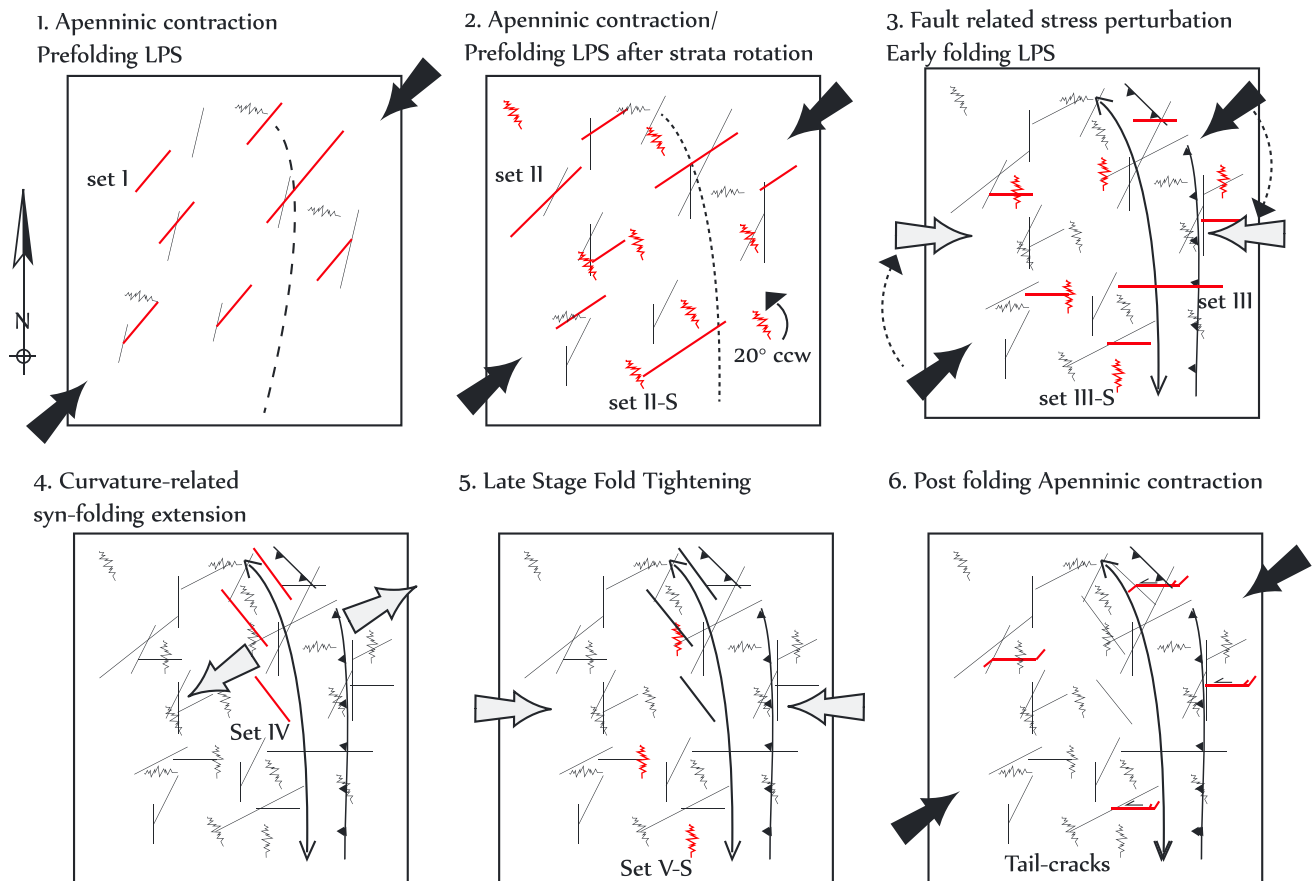 1. Apenninic contraction
Prefolding LPS
set I
N
2. Apenninic contraction/
Prefolding LPS after strata rotation
set II
20° ccw
set II-S
3. Fault related stress perturbation
Early folding LPS
set III
set III-S
4. Curvature-related
syn-folding extension
Set IV
5. Late Stage Fold Tightening
Set V-S
6. Post folding Apenninic contraction
Tail-cracks